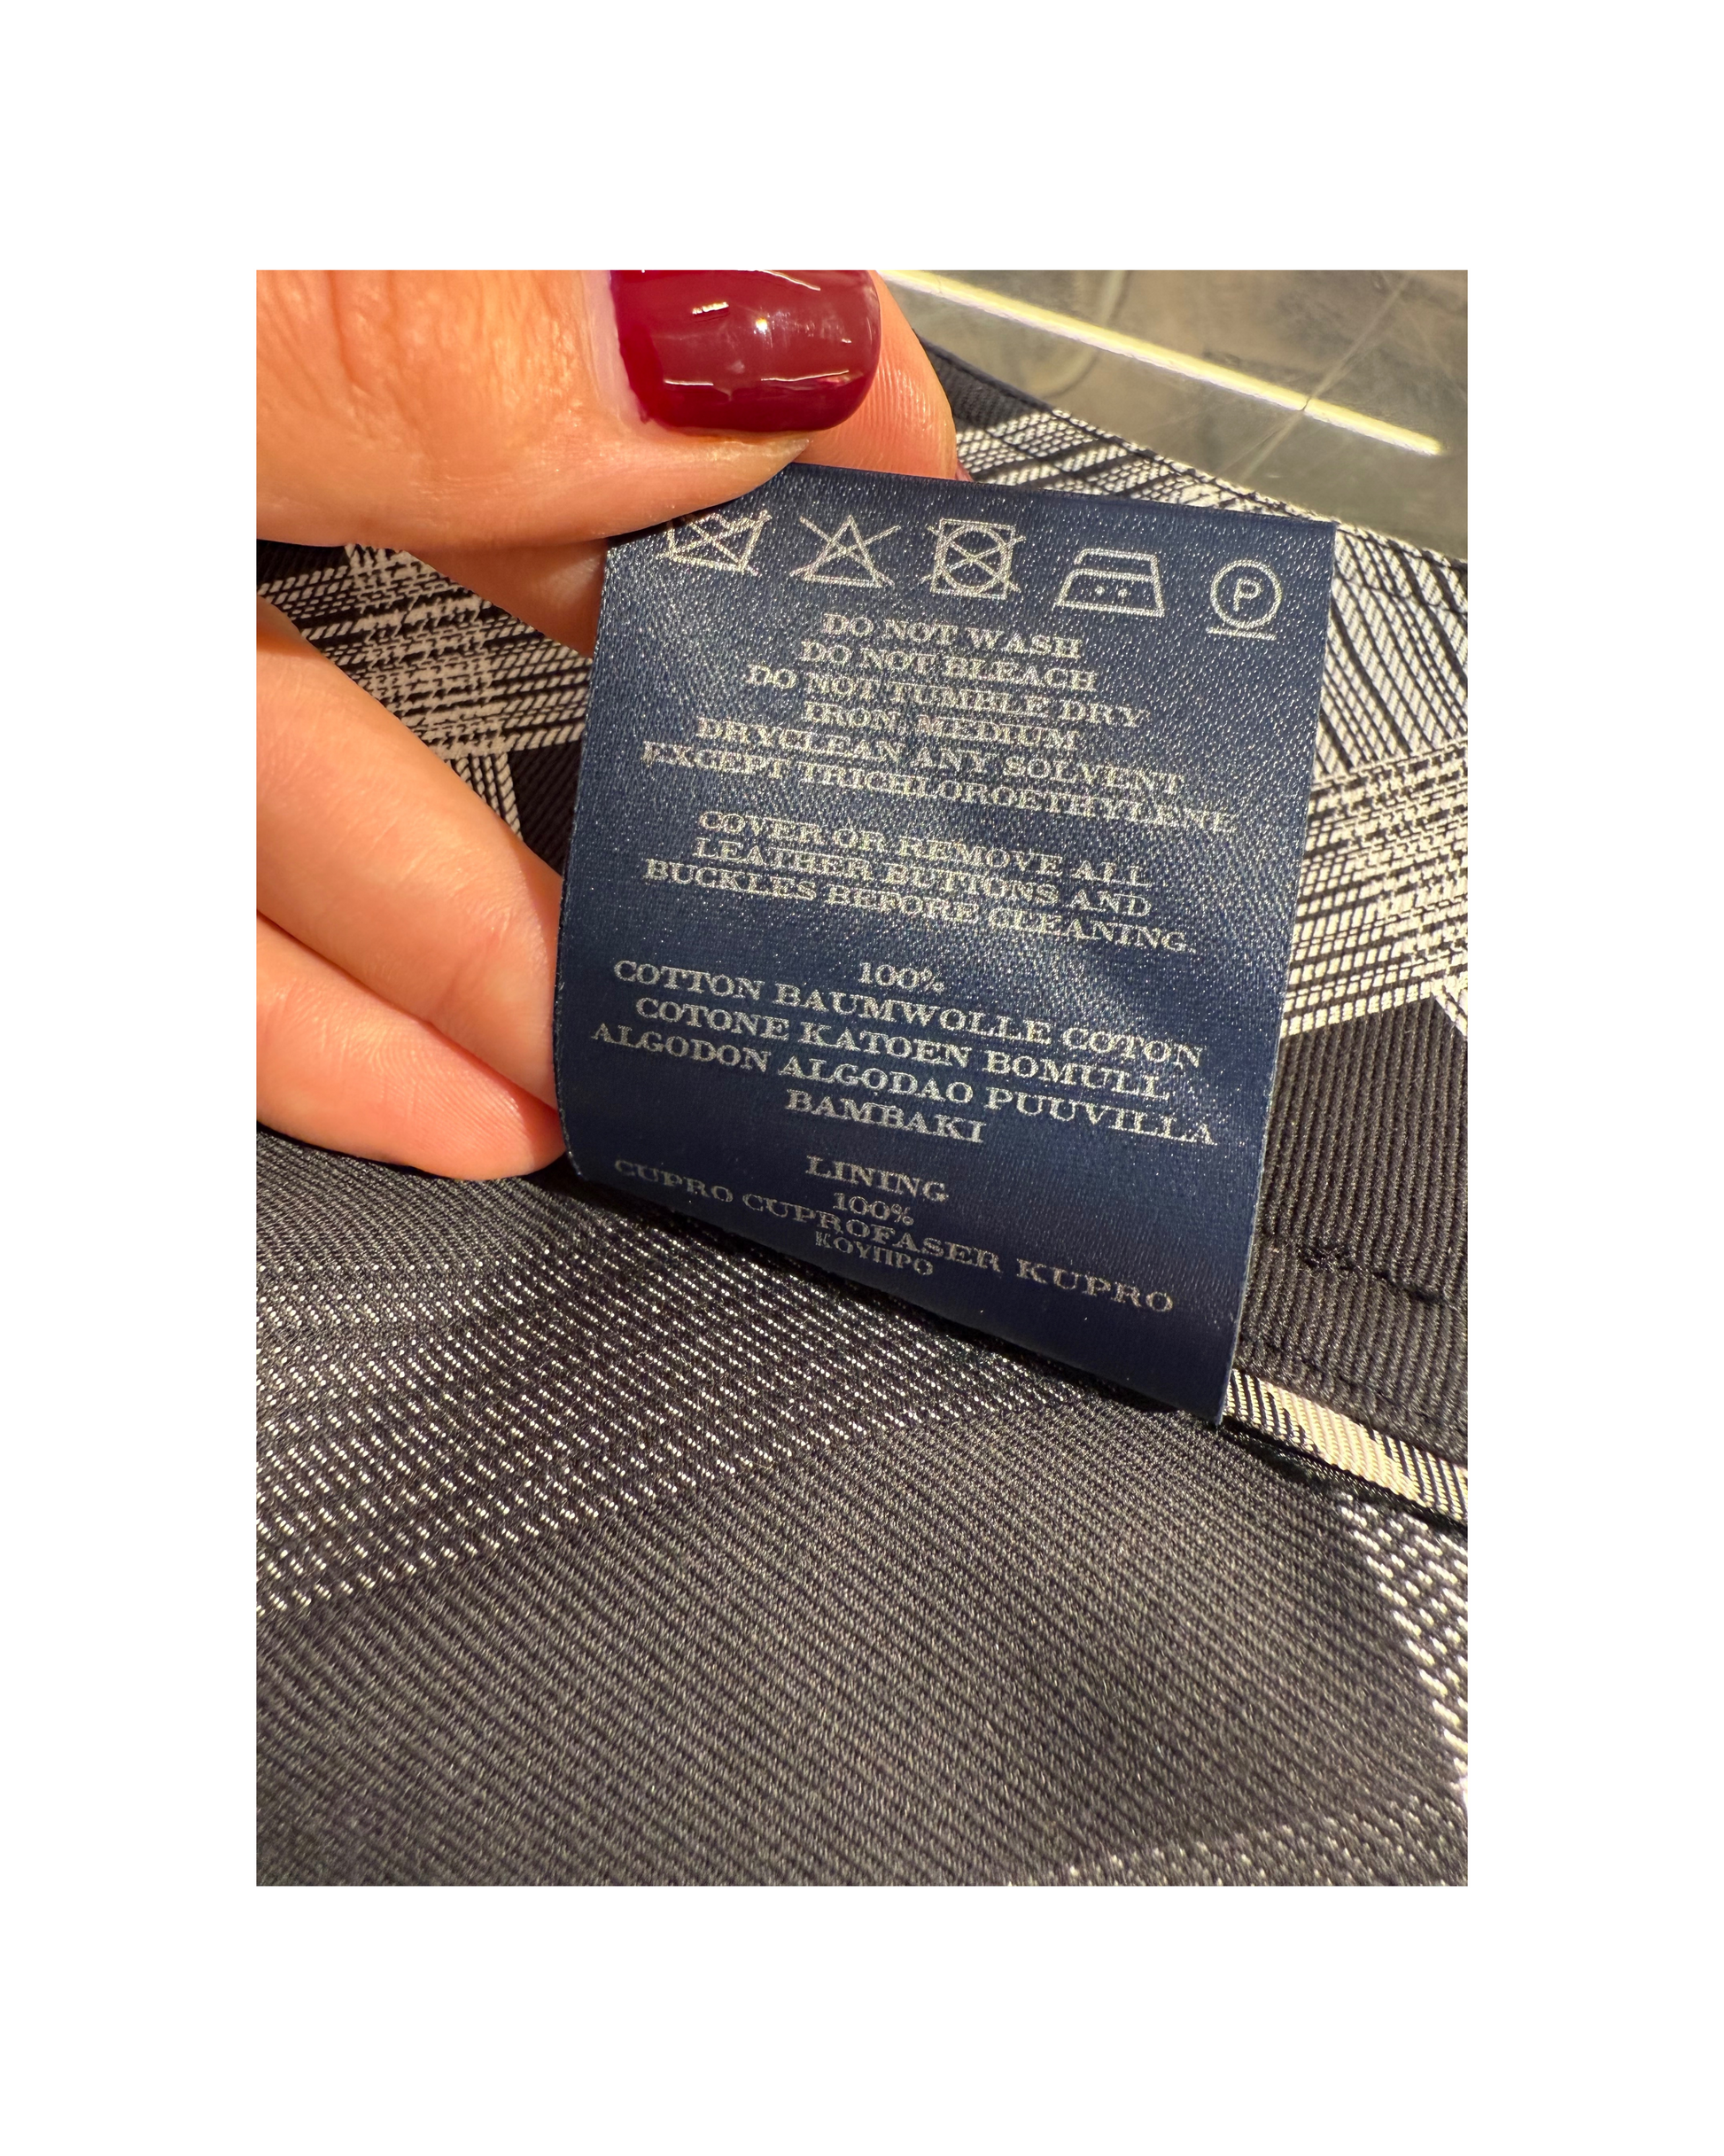 P
DO NOT WASH
DO NOT BLEACH
DO NOT TUMBLE DRY
IRON, MEDIUM
DRYCLEAN ANY SOLVENT
EXCEPT TRICHLOROETHYLENE
COVER OR REMOVE ALL
LEATHER BUTTONS AND
BUCKLES BEFORE CLEANING.
100%
COTTON BAUMWOLLE COTON
COTONE KATOEN BOMULL
ALGODON ALGODAO PUUVILLA
BAMBAKI
LINING
100%
CUPRO CUPROFASER KUPRO
ΚΟΥΠΡΟ